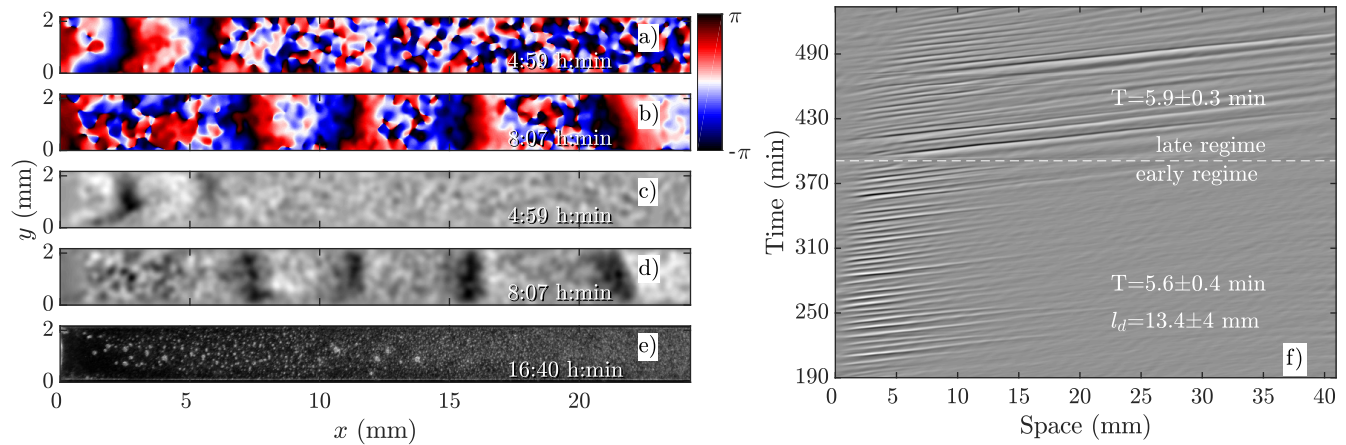 2
0
a)
4:59 h:min
π
-π
2
0
b)
8:07 h:min
2
0
c)
4:59 h:min
2
0
d)
8:07 h:min
2
0
e)
16:40 h:min
y (mm)
0 5 10 15 20
x (mm)
490
430
370
310
250
190
Time (min)
T=5.9±0.3 min
late regime
early regime
T=5.6±0.4 min
l_d=13.4±4 mm
f)
0 5 10 15 20 25 30 35 40
Space (mm)